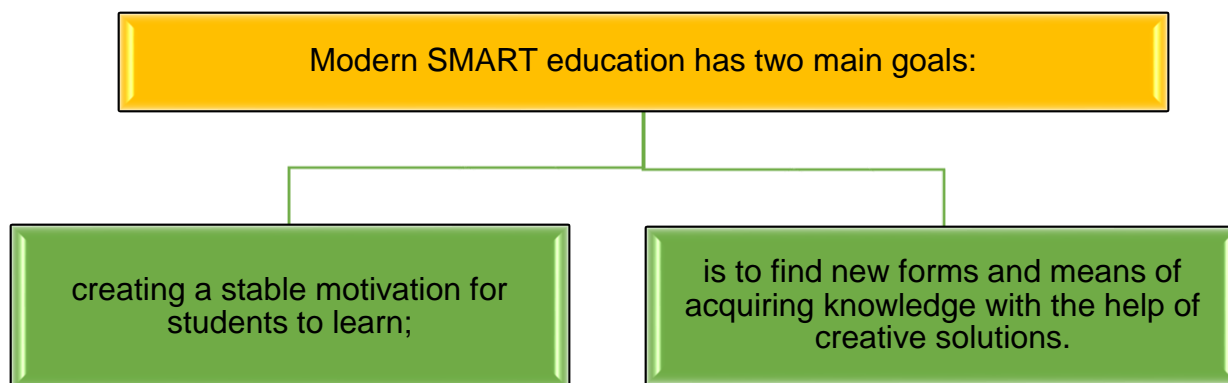 Modern SMART education has two main goals:
creating a stable motivation for
students to learn;
is to find new forms and means of
acquiring knowledge with the help of
creative solutions.